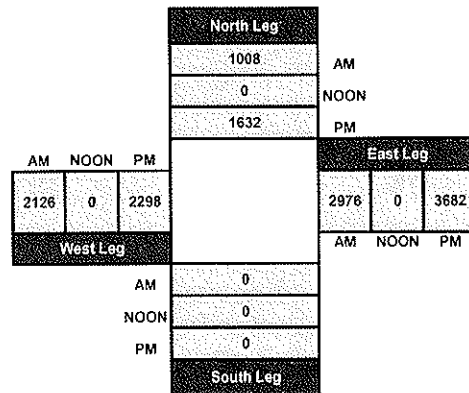 North Leg
1008 AM
0 NOON
1632 PM
AM NOON PM
East Leg
2126 0 2298
2976 0 3682
West Leg
AM NOON PM
AM 0
NOON 0
PM 0
South Leg